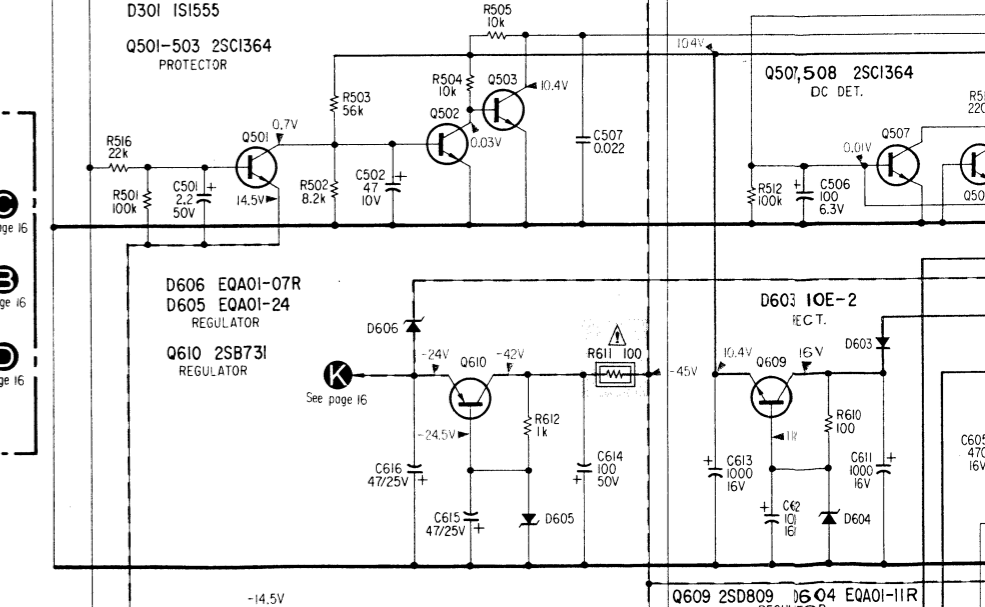 D301 1S1555
Q501-503 2SC1364
PROTECTOR
R505
10k
10.4V
Q507,508 2SC1364
DC DET.
R504
10k
Q503
10.4V
R503
56k
Q502
0.7V
Q501
0.03V
C507
0.022
Q507
0.01V
R516
22k
R501
100k
C501
2.2
50V
14.5V
R502
8.2k
C502
47
10V
R512
100k
C506
100
6.3V
C
page 16
B
D606 EQA01-07R
D605 EQA01-24
REGULATOR
Q610 2SB731
REGULATOR
D606
-24V
Q610
-42V
R611 100
-45V
K
See page 16
D603 10E-2
10.4V
Q609
16V
D603
R612
1k
-24.5V
R610
100
C616
47/25V
C614
100
50V
C613
1000
16V
C611
1000
16V
C615
47/25V
D605
D604
-14.5V
Q609 2SD809
EQA01-11R